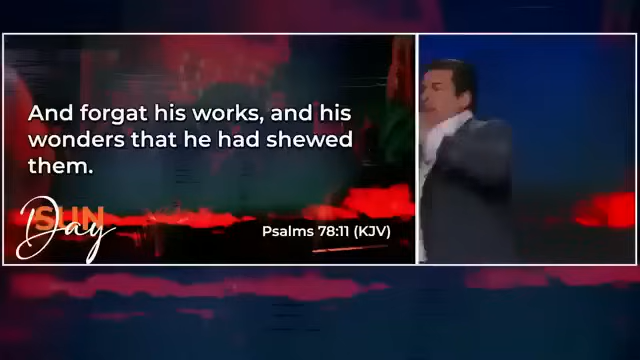 And forgat his works, and his
wonders that he had shewed
them.
SUN
Day
Psalms 78:11 (KJV)